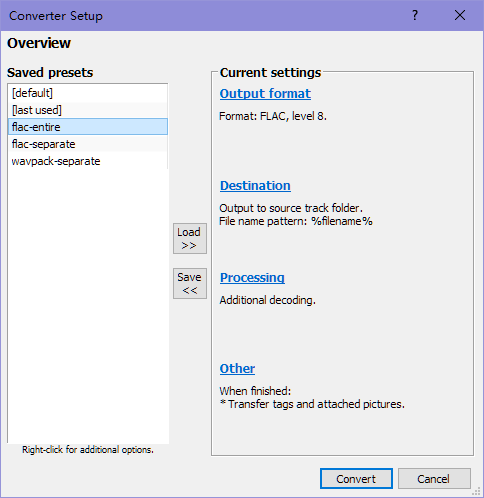 Converter Setup
?
Overview
Saved presets
[default]
[last used]
flac-entire
flac-separate
wavpack-separate
Right-click for additional options.
Load
>>
Save
<<
Current settings
Output format
Format: FLAC, level 8.
Destination
Output to source track folder.
File name pattern: %filename%
Processing
Additional decoding.
Other
When finished:
* Transfer tags and attached pictures.
Convert
Cancel